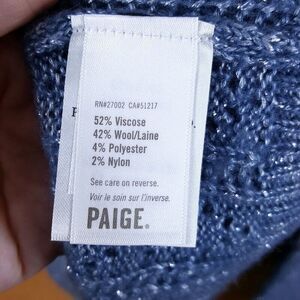 RN#27002 CA#51217
52% Viscose
42% Wool/Laine
4% Polyester
2% Nylon
See care on reverse.
Voir le soin sur l'inverse.
PAIGE.